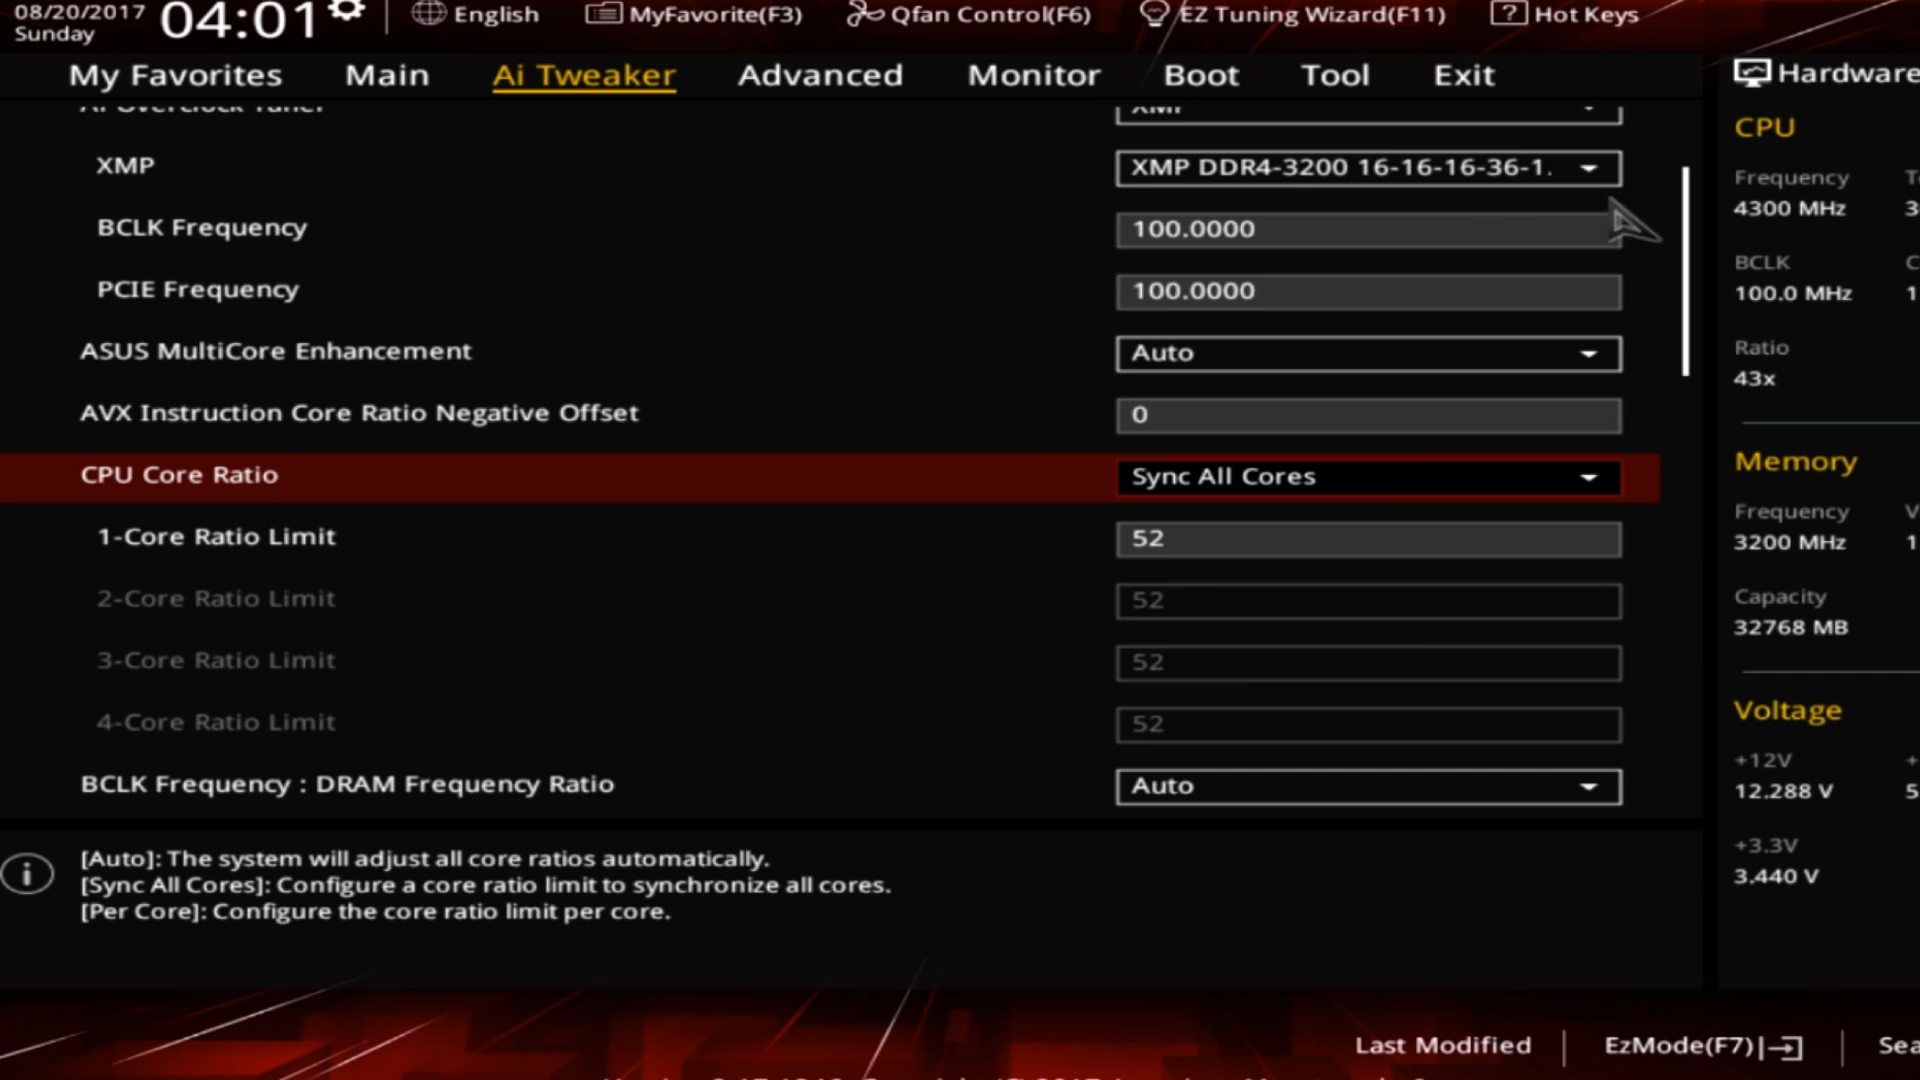 08/20/2017
Sunday
04:01
English
MyFavorite(F3)
Qfan Control(F6)
EZ Tuning Wizard(F11)
? Hot Keys
My Favorites
Main
Ai Tweaker
Advanced
Monitor
Boot
Tool
Exit
Hardware
Ai Overclock Tuner
XMP
XMP
XMP DDR4-3200 16-16-16-36-1.
BCLK Frequency
100.0000
PCIE Frequency
100.0000
ASUS MultiCore Enhancement
Auto
AVX Instruction Core Ratio Negative Offset
0
CPU Core Ratio
Sync All Cores
1-Core Ratio Limit
52
2-Core Ratio Limit
52
3-Core Ratio Limit
52
4-Core Ratio Limit
52
BCLK Frequency : DRAM Frequency Ratio
Auto
[Auto]: The system will adjust all core ratios automatically.
[Sync All Cores]: Configure a core ratio limit to synchronize all cores.
[Per Core]: Configure the core ratio limit per core.
CPU
Frequency
4300 MHz
BCLK
100.0 MHz
Ratio
43x
Memory
Frequency
3200 MHz
Capacity
32768 MB
Voltage
+12V
12.288 V
+3.3V
3.440 V
Last Modified
EzMode(F7)